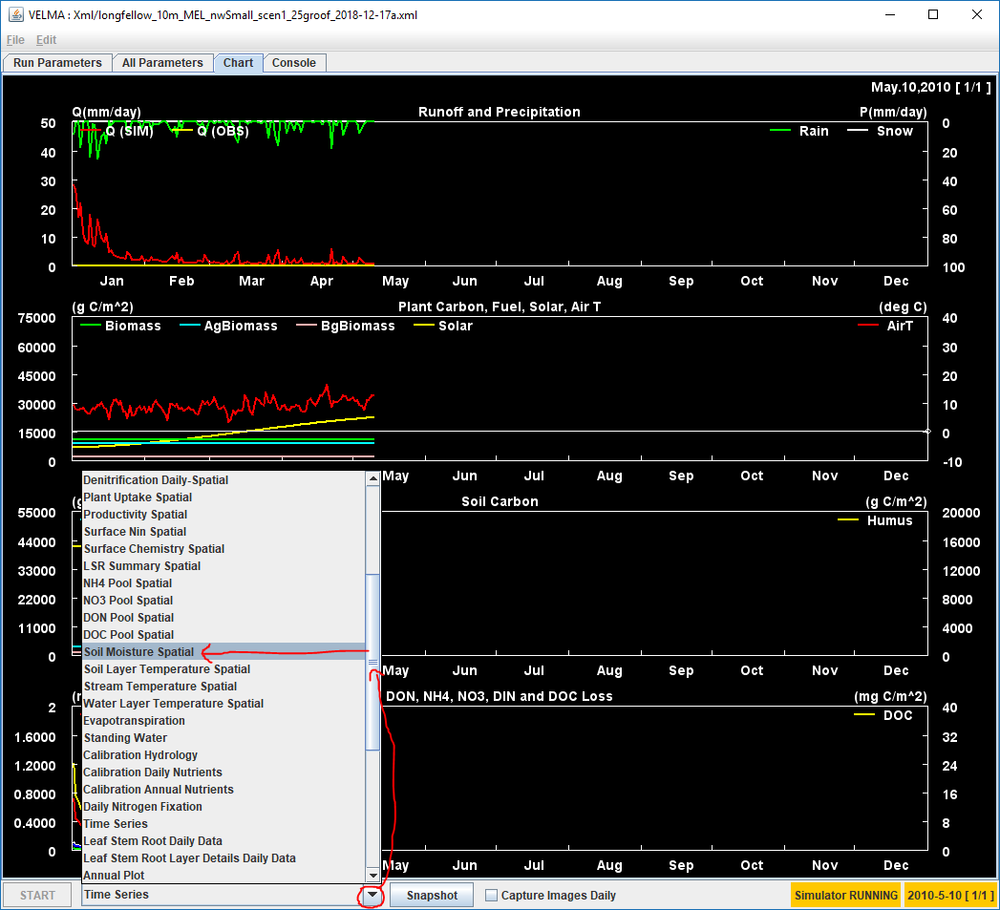 VELMA : Xml/longfellow_10m_MEL_nwSmall_scen1_25groof_2018-12-17a.xml
File Edit
Run Parameters All Parameters Chart Console
May.10,2010 [ 1/1 ]
Q(mm/day) Runoff and Precipitation P(mm/day)
50 Q (SIM) Q (OBS) Rain Snow 0
40 20
30 40
20 60
10 80
0 100
Jan Feb Mar Apr May Jun Jul Aug Sep Oct Nov Dec
(g C/m^2) Plant Carbon, Fuel, Solar, Air T (deg C)
75000 Biomass AgBiomass BgBiomass Solar AirT 40
60000 30
45000 20
30000 10
15000 0
0 -10
May Jun Jul Aug Sep Oct Nov Dec
(g Soil Carbon (g C/m^2)
55000 Humus 20000
44000 16000
33000 12000
22000 8000
11000 4000
0 0
May Jun Jul Aug Sep Oct Nov Dec
DON, NH4, NO3, DIN and DOC Loss (mg C/m^2)
2 DOC 40
1.6000 32
1.2000 24
0.8000 16
0.4000 8
0 0
May Jun Jul Aug Sep Oct Nov Dec
Denitrification Daily-Spatial
Plant Uptake Spatial
Productivity Spatial
Surface Nin Spatial
Surface Chemistry Spatial
LSR Summary Spatial
NH4 Pool Spatial
NO3 Pool Spatial
DON Pool Spatial
DOC Pool Spatial
Soil Moisture Spatial
Soil Layer Temperature Spatial
Stream Temperature Spatial
Water Layer Temperature Spatial
Evapotranspiration
Standing Water
Calibration Hydrology
Calibration Daily Nutrients
Calibration Annual Nutrients
Daily Nitrogen Fixation
Time Series
Leaf Stem Root Daily Data
Leaf Stem Root Layer Details Daily Data
Annual Plot
START Time Series Snapshot Capture Images Daily Simulator RUNNING 2010-5-10 [ 1/1 ]